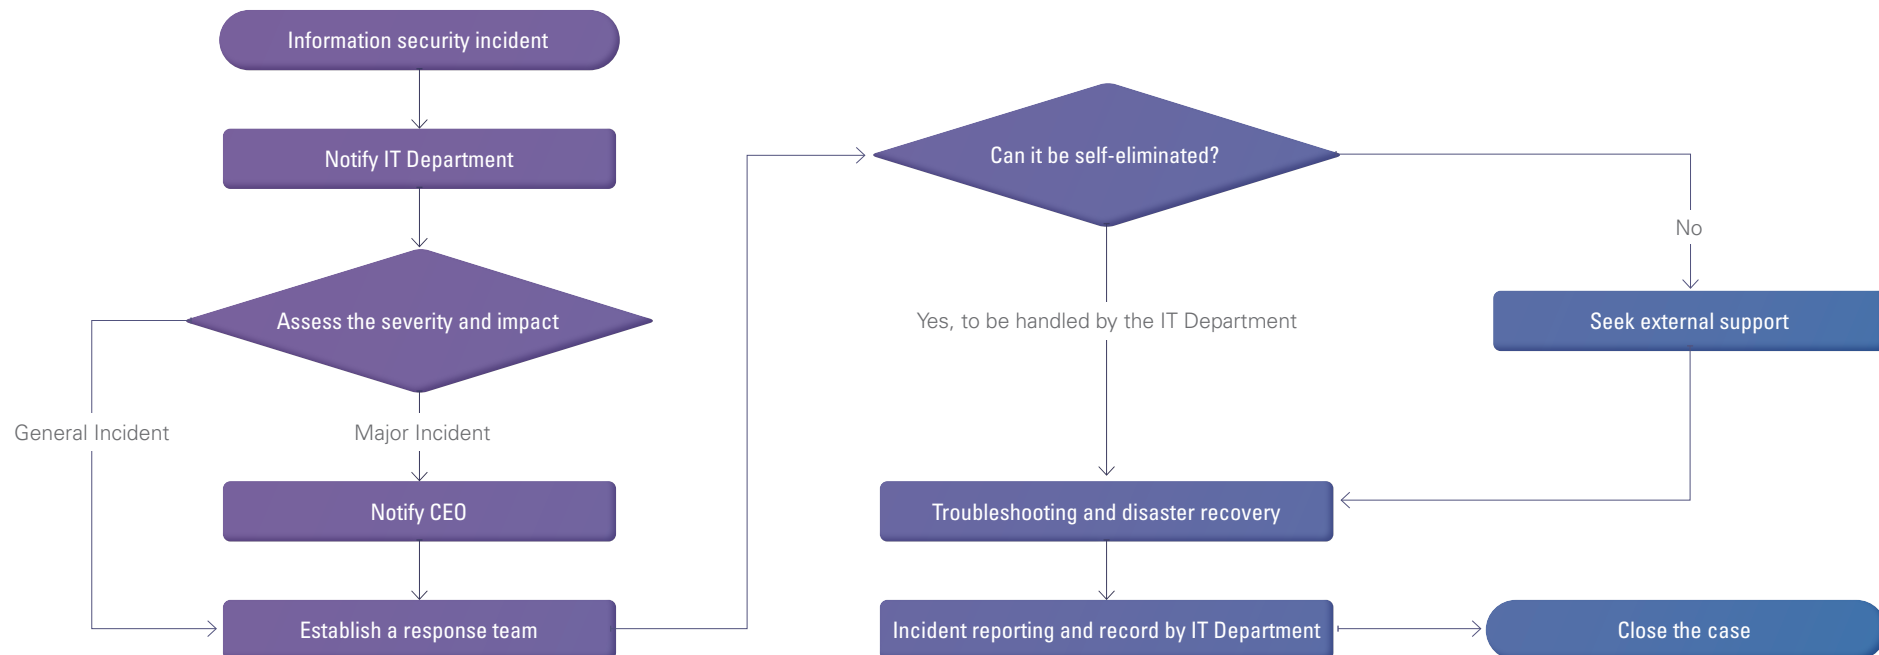 Information security incident
Notify IT Department
Assess the severity and impact
General Incident
Major Incident
Notify CEO
Establish a response team
Can it be self-eliminated?
No
Yes, to be handled by the IT Department
Seek external support
Troubleshooting and disaster recovery
Incident reporting and record by IT Department
Close the case